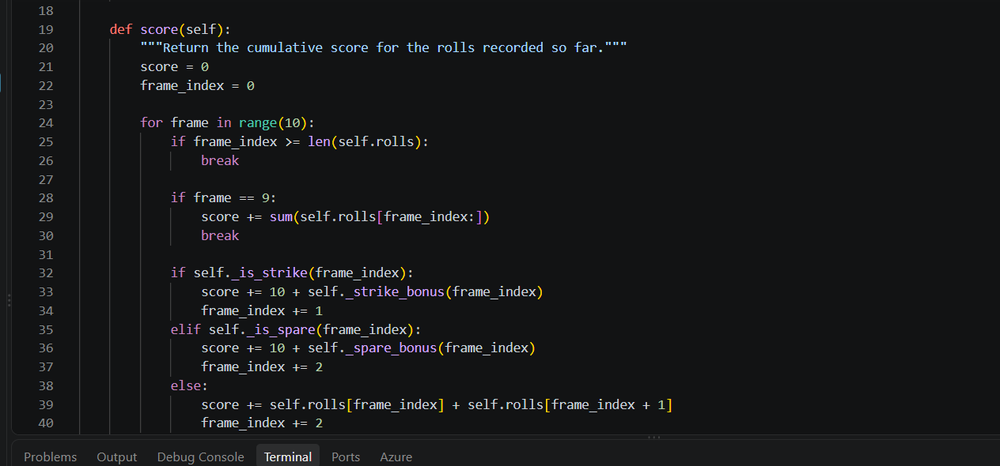 18
19 def score(self):
20 """Return the cumulative score for the rolls recorded so far."""
21 score = 0
22 frame_index = 0
23
24 for frame in range(10):
25 if frame_index >= len(self.rolls):
26 break
27
28 if frame == 9:
29 score += sum(self.rolls[frame_index:])
30 break
31
32 if self._is_strike(frame_index):
33 score += 10 + self._strike_bonus(frame_index)
34 frame_index += 1
35 elif self._is_spare(frame_index):
36 score += 10 + self._spare_bonus(frame_index)
37 frame_index += 2
38 else:
39 score += self.rolls[frame_index] + self.rolls[frame_index + 1]
40 frame_index += 2
Problems Output Debug Console Terminal Ports Azure